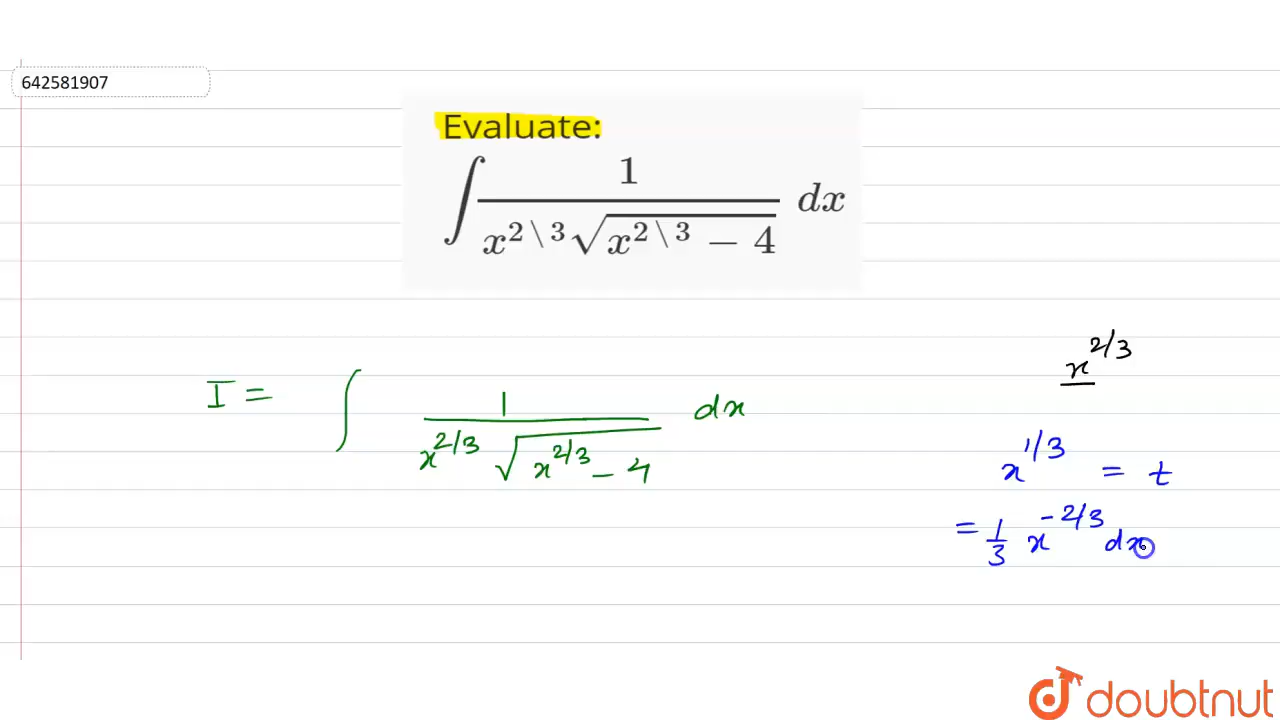 642581907
Evaluate:
∫ 1 / (x^{2\3} √(x^{2\3} − 4)) dx
x^{2/3}
I = ∫ 1 / (x^{2/3} √(x^{2/3} − 4)) dx
x^{1/3} = t
= 1/3 x^{-2/3} dx
doubtnut